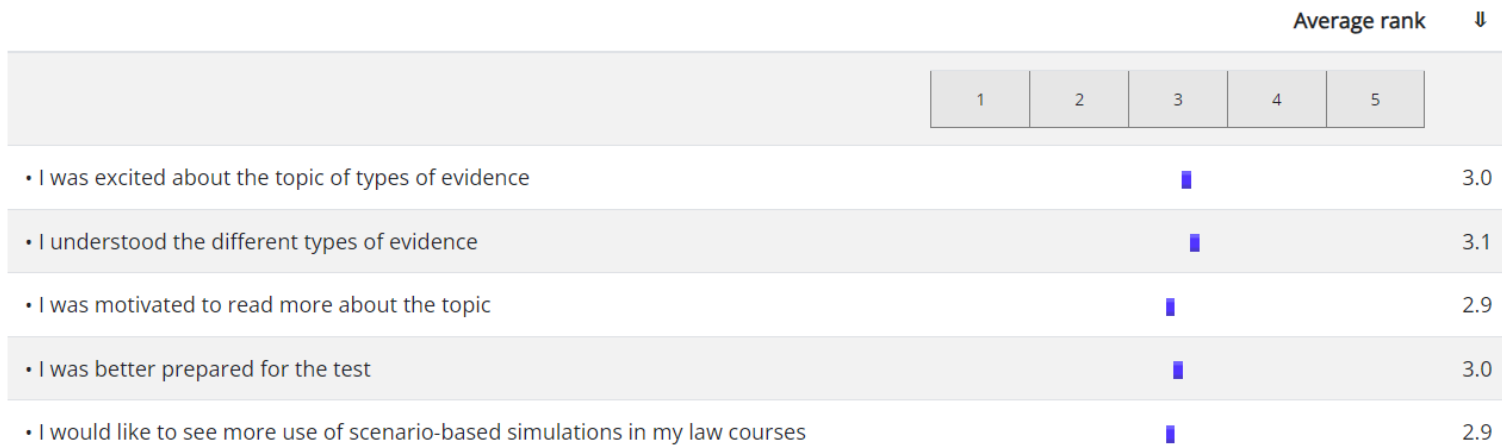 Average rank ⇓
1 2 3 4 5
• I was excited about the topic of types of evidence 3.0
• I understood the different types of evidence 3.1
• I was motivated to read more about the topic 2.9
• I was better prepared for the test 3.0
• I would like to see more use of scenario-based simulations in my law courses 2.9